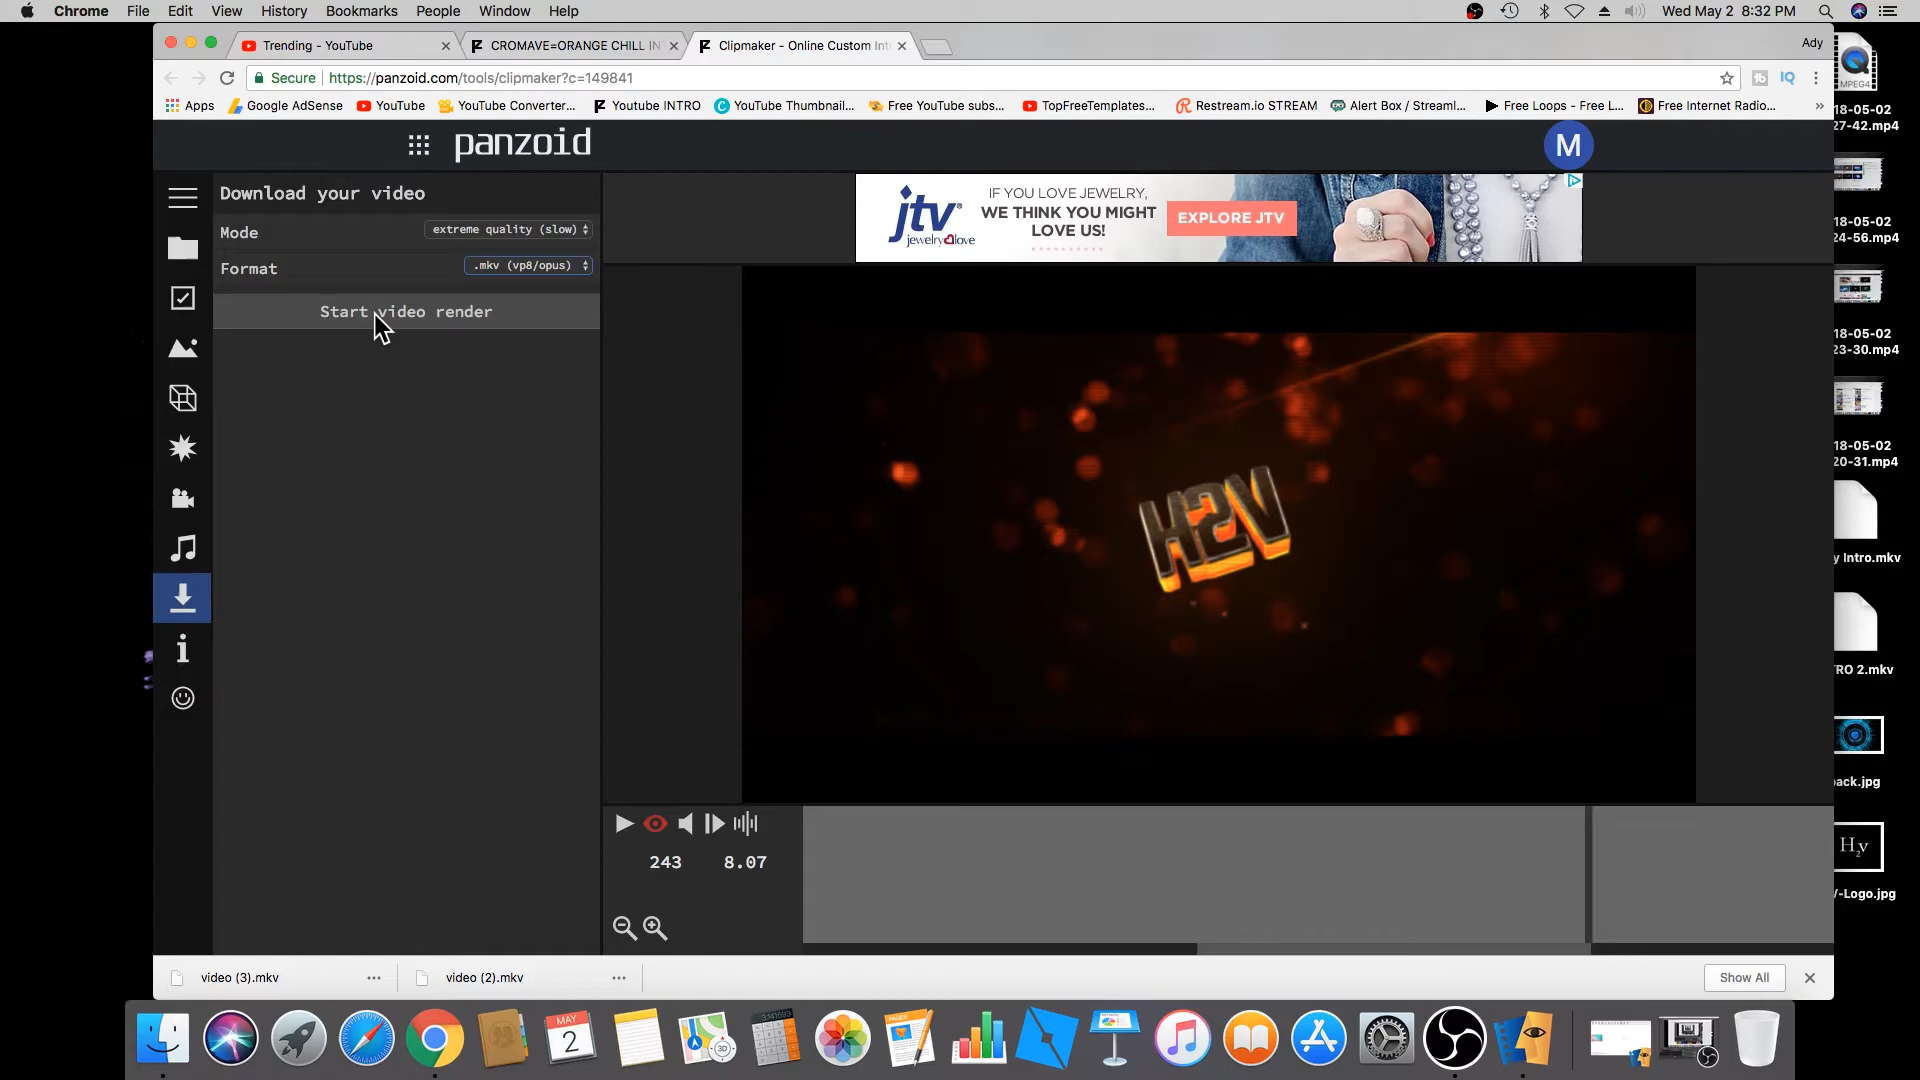 Chrome File Edit View History Bookmarks People Window Help
Wed May 2 8:32 PM
Trending - YouTube
CROMAVE=ORANGE CHILL IN
Clipmaker - Online Custom Int
Ady
Secure https://panzoid.com/tools/clipmaker?c=149841
Apps Google AdSense YouTube YouTube Converter... Youtube INTRO YouTube Thumbnail... Free YouTube subs... TopFreeTemplates... Restream.io STREAM Alert Box / Streaml... Free Loops - Free L... Free Internet Radio... »
panzoid
M
Download your video
Mode extreme quality (slow)
Format .mkv (vp8/opus)
Start video render
jtv
jewelry love
IF YOU LOVE JEWELRY,
WE THINK YOU MIGHT
LOVE US!
EXPLORE JTV
H2V
243 8.07
video (3).mkv
video (2).mkv
Show All
MPEG4
18-05-02
27-42.mp4
18-05-02
24-56.mp4
18-05-02
23-30.mp4
18-05-02
20-31.mp4
y Intro.mkv
TRO 2.mkv
pack.jpg
H2v
V-Logo.jpg
MAY
2
PAGES
3D